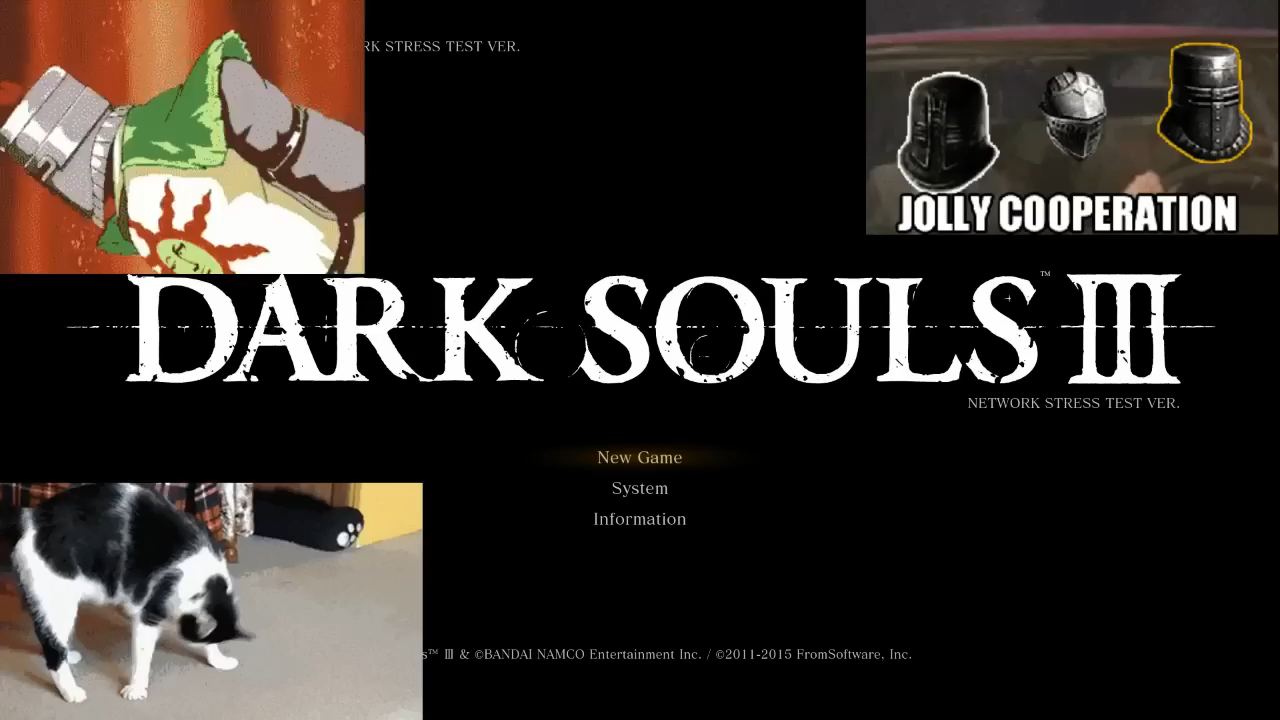 RK STRESS TEST VER.
JOLLY COOPERATION
DARK SOULS™ III
NETWORK STRESS TEST VER.
New Game
System
Information
s™ III & ©BANDAI NAMCO Entertainment Inc. / ©2011-2015 FromSoftware, Inc.